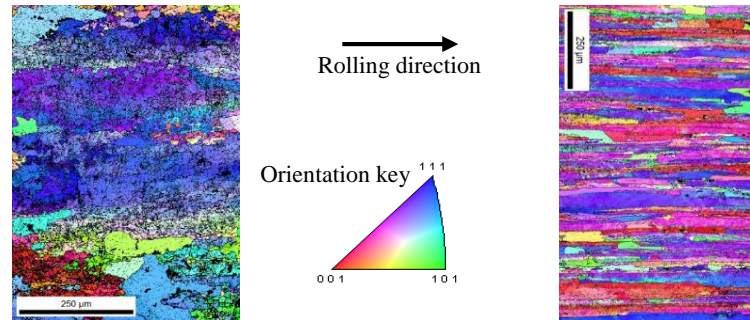 250 µm
Rolling direction
Orientation key
1 1 1
0 0 1
1 0 1
250 µm